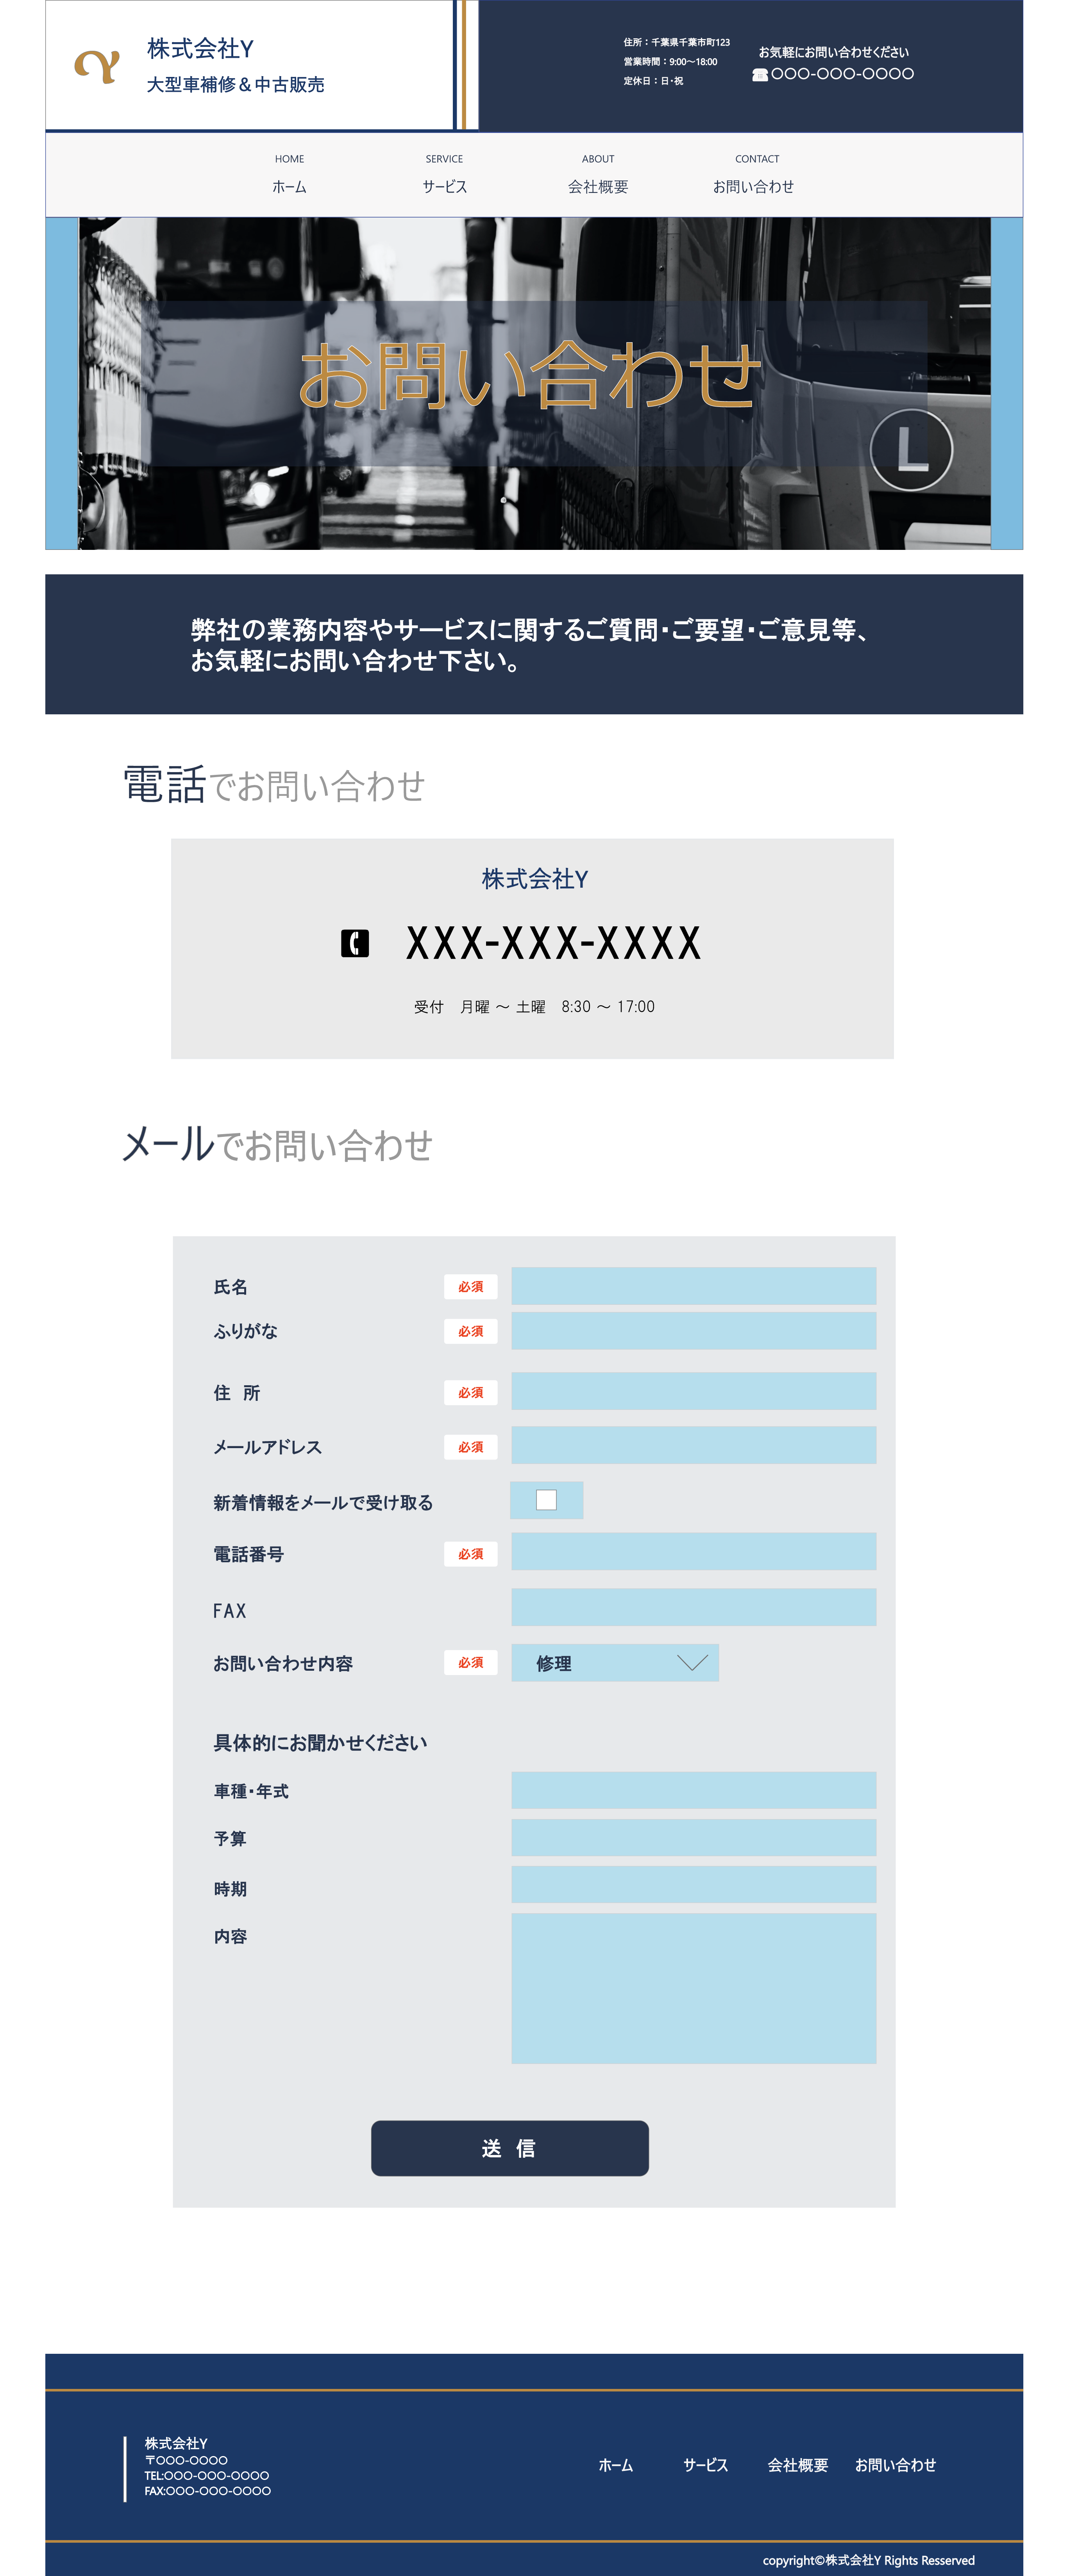 株式会社Y
大型車補修＆中古販売
住所：千葉県千葉市町123
営業時間：9:00～18:00
定休日：日・祝
お気軽にお問い合わせください
☎〇〇〇-〇〇〇-〇〇〇〇
HOME
ホーム
SERVICE
サービス
ABOUT
会社概要
CONTACT
お問い合わせ
お問い合わせ
L
弊社の業務内容やサービスに関するご質問・ご要望・ご意見等、
お気軽にお問い合わせ下さい。
電話でお問い合わせ
株式会社Y
XXX-XXX-XXXX
受付　月曜 ～ 土曜　8:30 ～ 17:00
メールでお問い合わせ
氏名 必須
ふりがな 必須
住　所 必須
メールアドレス 必須
新着情報をメールで受け取る
電話番号 必須
FAX
お問い合わせ内容 必須 修理
具体的にお聞かせください
車種・年式
予算
時期
内容
送　信
株式会社Y
〒〇〇〇-〇〇〇〇
TEL:〇〇〇-〇〇〇-〇〇〇〇
FAX:〇〇〇-〇〇〇-〇〇〇〇
ホーム サービス 会社概要 お問い合わせ
copyright©株式会社Y Rights Resserved